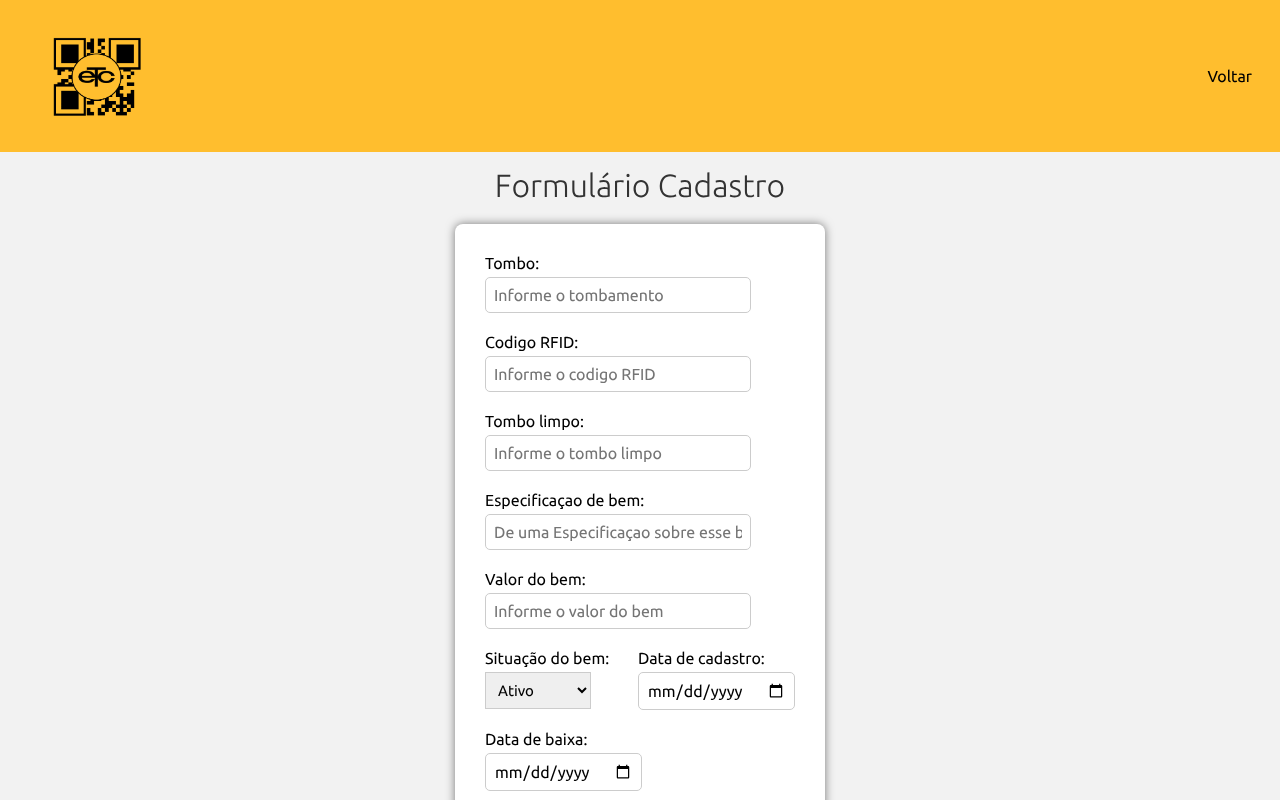 eTc
Voltar
Formulário Cadastro
Tombo:
Informe o tombamento
Codigo RFID:
Informe o codigo RFID
Tombo limpo:
Informe o tombo limpo
Especificaçao de bem:
De uma Especificaçao sobre esse b
Valor do bem:
Informe o valor do bem
Situação do bem: Data de cadastro:
Ativo mm/dd/yyyy
Data de baixa:
mm/dd/yyyy